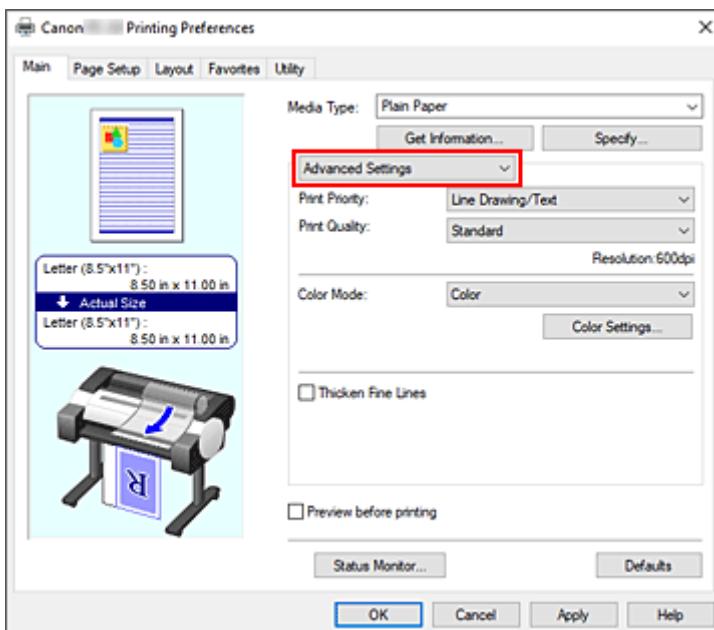 Canon Printing Preferences
Main Page Setup Layout Favorites Utility
Media Type: Plain Paper
Get Information... Specify...
Advanced Settings
Print Priority: Line Drawing/Text
Print Quality: Standard
Resolution:600dpi
Letter (8.5"x11") :
8.50 in x 11.00 in
Actual Size
Letter (8.5"x11") :
8.50 in x 11.00 in
Color Mode: Color
Color Settings...
Thicken Fine Lines
R
Preview before printing
Status Monitor... Defaults
OK Cancel Apply Help